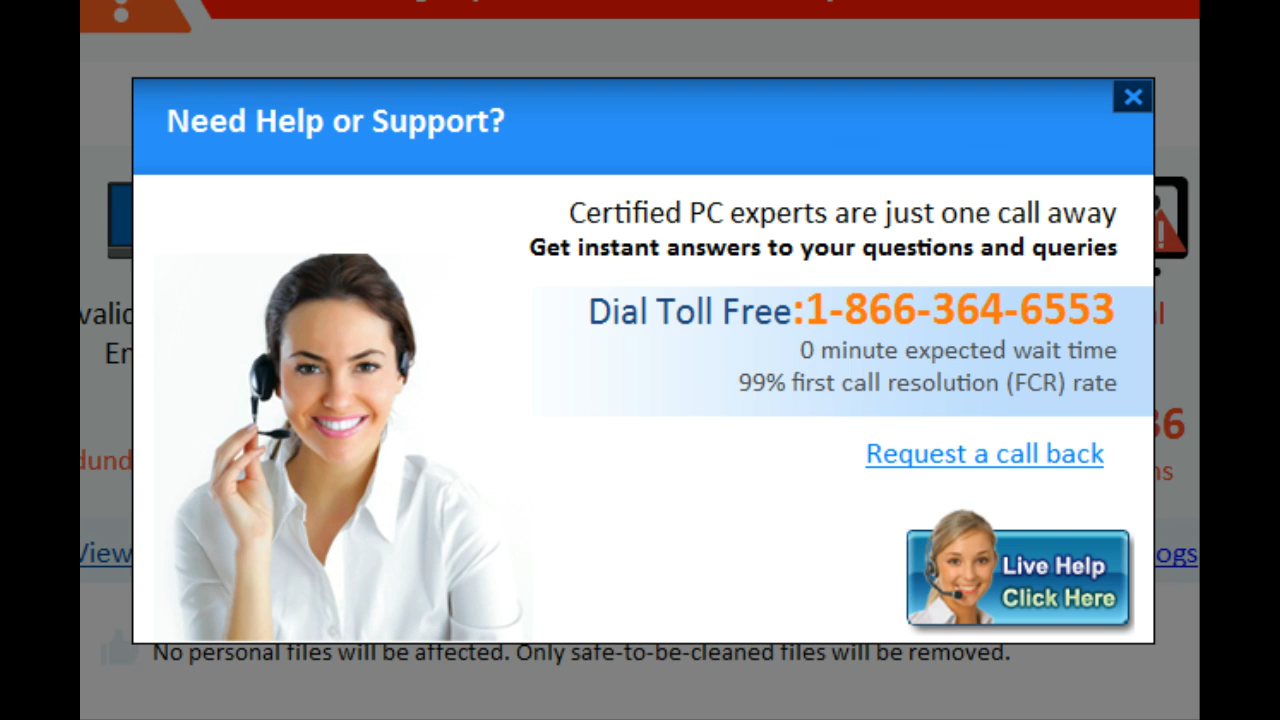 Need Help or Support?
Certified PC experts are just one call away
Get instant answers to your questions and queries
Dial Toll Free:1-866-364-6553
0 minute expected wait time
99% first call resolution (FCR) rate
Request a call back
Live Help
Click Here
View
No personal files will be affected. Only safe-to-be-cleaned files will be removed.